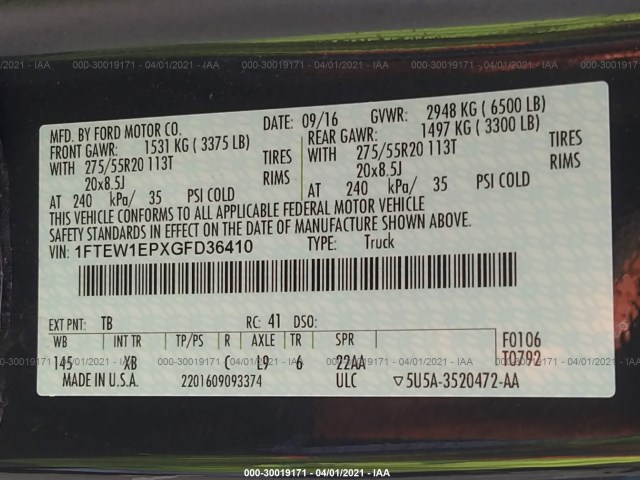 000-30019171 - 04/01/2021 - IAA
MFD. BY FORD MOTOR CO. DATE: 09/16 GVWR: 2948 KG ( 6500 LB)
FRONT GAWR: 1531 KG ( 3375 LB) REAR GAWR: 1497 KG ( 3300 LB)
WITH 275/55R20 113T TIRES WITH 275/55R20 113T TIRES
20x8.5J RIMS 20x8.5J RIMS
AT 240 kPa/ 35 PSI COLD AT 240 kPa/ 35 PSI COLD
THIS VEHICLE CONFORMS TO ALL APPLICABLE FEDERAL MOTOR VEHICLE
SAFETY STANDARDS IN EFFECT ON THE DATE OF MANUFACTURE SHOWN ABOVE.
VIN: 1FTEW1EPXGFD36410 TYPE: Truck
EXT PNT: TB RC: 41 DSO:
WB INT TR TP/PS R AXLE TR SPR F0106
145 XB C L9 6 22AA T0792
000-30019171 - 04/01/2021 - IAA
MADE IN U.S.A. 2201609093374 ULC ▽5U5A-3520472-AA
000-30019171 - 04/01/2021 - IAA